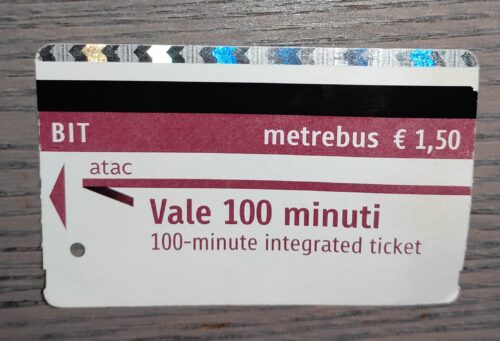 BIT metrebus € 1,50
atac
Vale 100 minuti
100-minute integrated ticket